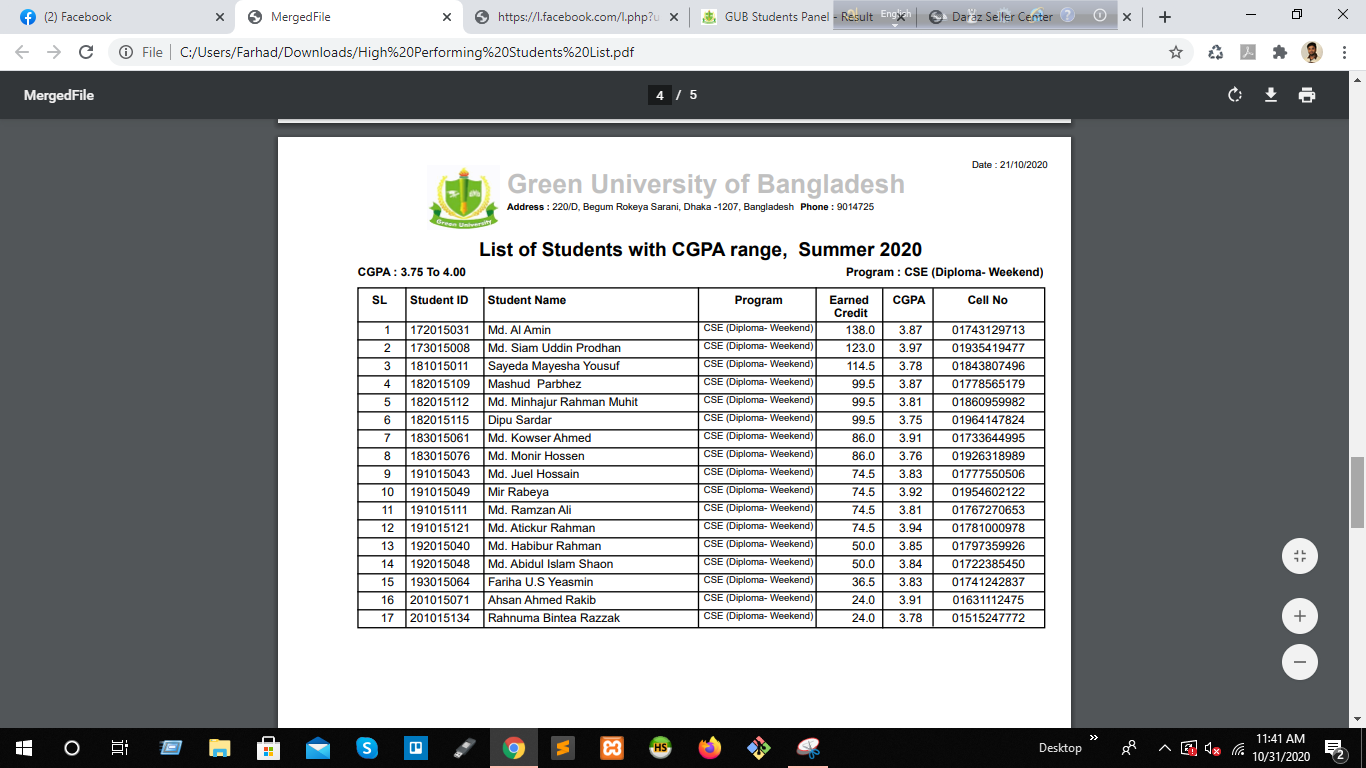 (2) Facebook
MergedFile
https://l.facebook.com/l.php?u
GUB Students Panel - Result
English
Daraz Seller Center
File
C:/Users/Farhad/Downloads/High%20Performing%20Students%20List.pdf
MergedFile
4 / 5
Date : 21/10/2020
Green University of Bangladesh
Address : 220/D, Begum Rokeya Sarani, Dhaka -1207, Bangladesh Phone : 9014725
Green University
List of Students with CGPA range, Summer 2020
CGPA : 3.75 To 4.00 Program : CSE (Diploma- Weekend)
SL Student ID Student Name Program Earned Credit CGPA Cell No
1 172015031 Md. Al Amin CSE (Diploma- Weekend) 138.0 3.87 01743129713
2 173015008 Md. Siam Uddin Prodhan CSE (Diploma- Weekend) 123.0 3.97 01935419477
3 181015011 Sayeda Mayesha Yousuf CSE (Diploma- Weekend) 114.5 3.78 01843807496
4 182015109 Mashud Parbhez CSE (Diploma- Weekend) 99.5 3.87 01778565179
5 182015112 Md. Minhajur Rahman Muhit CSE (Diploma- Weekend) 99.5 3.81 01860959982
6 182015115 Dipu Sardar CSE (Diploma- Weekend) 99.5 3.75 01964147824
7 183015061 Md. Kowser Ahmed CSE (Diploma- Weekend) 86.0 3.91 01733644995
8 183015076 Md. Monir Hossen CSE (Diploma- Weekend) 86.0 3.76 01926318989
9 191015043 Md. Juel Hossain CSE (Diploma- Weekend) 74.5 3.83 01777550506
10 191015049 Mir Rabeya CSE (Diploma- Weekend) 74.5 3.92 01954602122
11 191015111 Md. Ramzan Ali CSE (Diploma- Weekend) 74.5 3.81 01767270653
12 191015121 Md. Atickur Rahman CSE (Diploma- Weekend) 74.5 3.94 01781000978
13 192015040 Md. Habibur Rahman CSE (Diploma- Weekend) 50.0 3.85 01797359926
14 192015048 Md. Abidul Islam Shaon CSE (Diploma- Weekend) 50.0 3.84 01722385450
15 193015064 Fariha U.S Yeasmin CSE (Diploma- Weekend) 36.5 3.83 01741242837
16 201015071 Ahsan Ahmed Rakib CSE (Diploma- Weekend) 24.0 3.91 01631112475
17 201015134 Rahnuma Bintea Razzak CSE (Diploma- Weekend) 24.0 3.78 01515247772
HS
Desktop
11:41 AM
10/31/2020
2